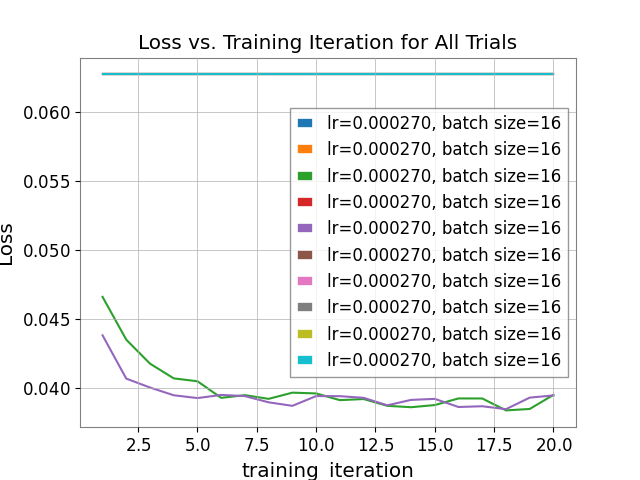 Loss vs. Training Iteration for All Trials
Loss
0.060
0.055
0.050
0.045
0.040
lr=0.000270, batch size=16
lr=0.000270, batch size=16
lr=0.000270, batch size=16
lr=0.000270, batch size=16
lr=0.000270, batch size=16
lr=0.000270, batch size=16
lr=0.000270, batch size=16
lr=0.000270, batch size=16
lr=0.000270, batch size=16
lr=0.000270, batch size=16
2.5 5.0 7.5 10.0 12.5 15.0 17.5 20.0
training_iteration